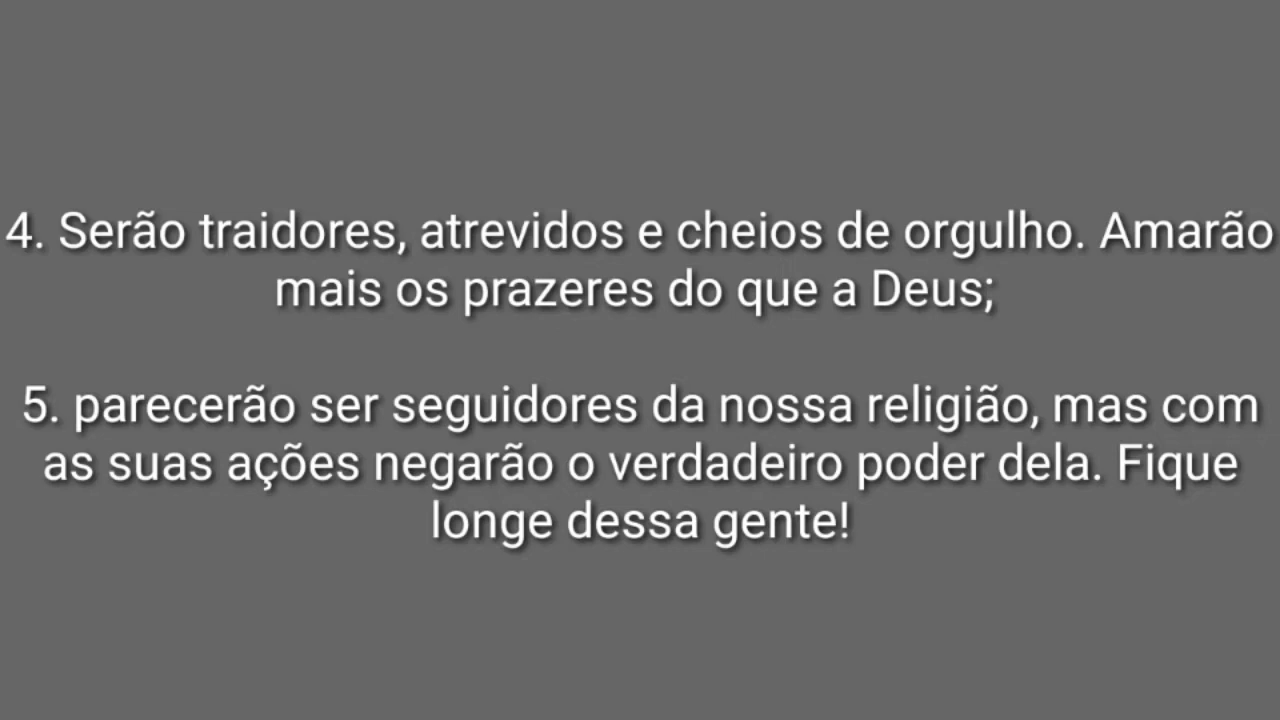 4. Serão traidores, atrevidos e cheios de orgulho. Amarão
mais os prazeres do que a Deus;
5. parecerão ser seguidores da nossa religião, mas com
as suas ações negarão o verdadeiro poder dela. Fique
longe dessa gente!